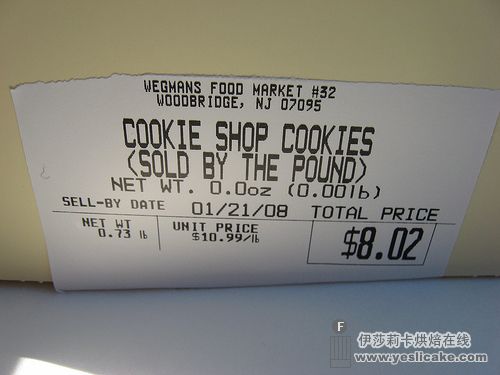 WEGMANS FOOD MARKET #32
WOODBRIDGE, NJ 07095
COOKIE SHOP COOKIES
(SOLD BY THE POUND)
NET WT. 0.0oz (0.00lb)
SELL-BY DATE 01/21/08 TOTAL PRICE
NET WT UNIT PRICE $8.02
0.73 lb $10.99/lb
F
伊莎莉卡烘焙在线
www.yeslicake.com